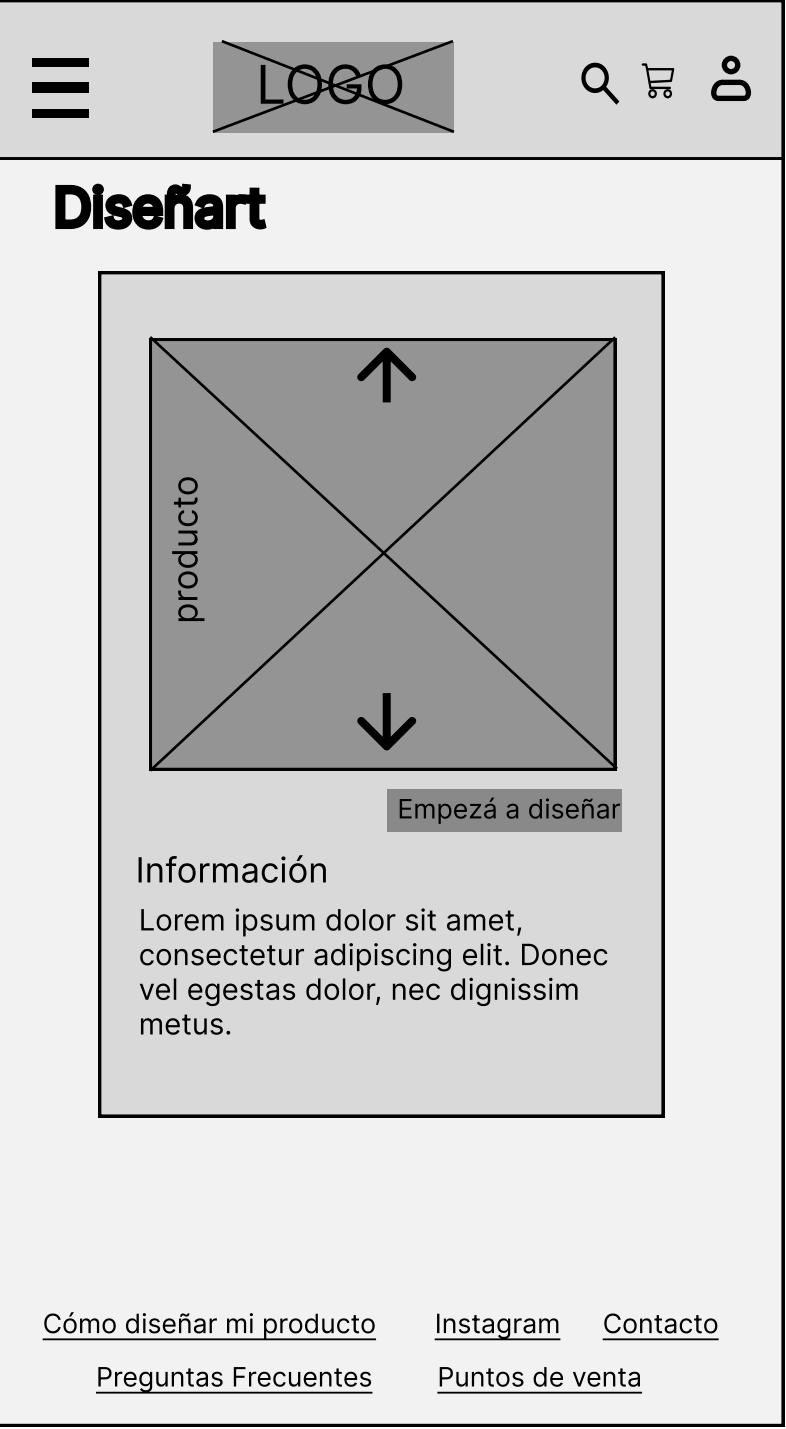 LOGO
Diseñart
producto
Empezá a diseñar
Información
Lorem ipsum dolor sit amet,
consectetur adipiscing elit. Donec
vel egestas dolor, nec dignissim
metus.
Cómo diseñar mi producto
Instagram
Contacto
Preguntas Frecuentes
Puntos de venta